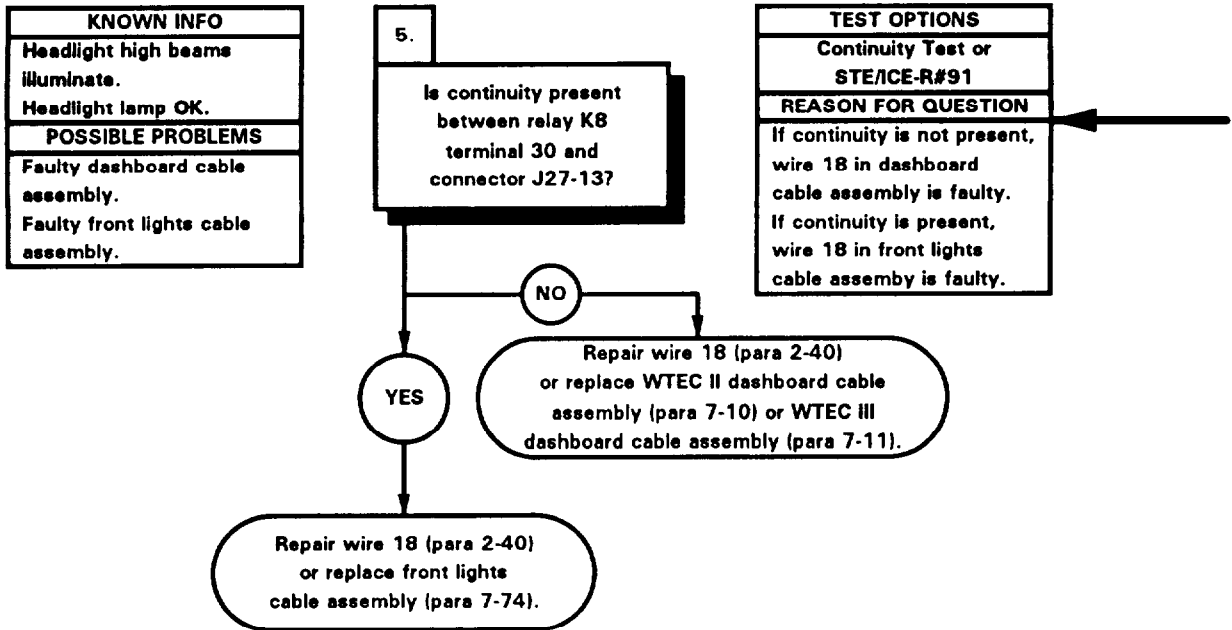 KNOWN INFO
Headlight high beams
illuminate.
Headlight lamp OK.
POSSIBLE PROBLEMS
Faulty dashboard cable
assembly.
Faulty front lights cable
assembly.
5.
Is continuity present
between relay K8
terminal 30 and
connector J27-13?
TEST OPTIONS
Continuity Test or
STE/ICE-R#91
REASON FOR QUESTION
If continuity is not present,
wire 18 in dashboard
cable assembly is faulty.
If continuity is present,
wire 18 in front lights
cable assemby is faulty.
NO
Repair wire 18 (para 2-40)
or replace WTEC II dashboard cable
assembly (para 7-10) or WTEC III
dashboard cable assembly (para 7-11).
YES
Repair wire 18 (para 2-40)
or replace front lights
cable assembly (para 7-74).